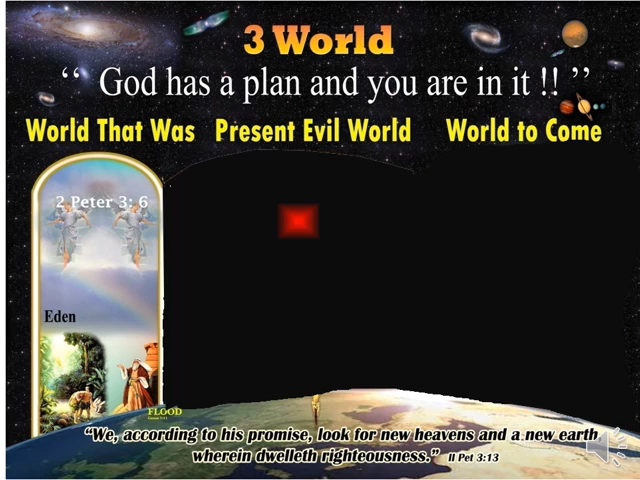 3 World
“ God has a plan and you are in it !! ”
World That Was Present Evil World World to Come
2 Peter 3: 6
Eden
FLOOD
“We, according to his promise, look for new heavens and a new earth
wherein dwelleth righteousness.” II Pet 3:13